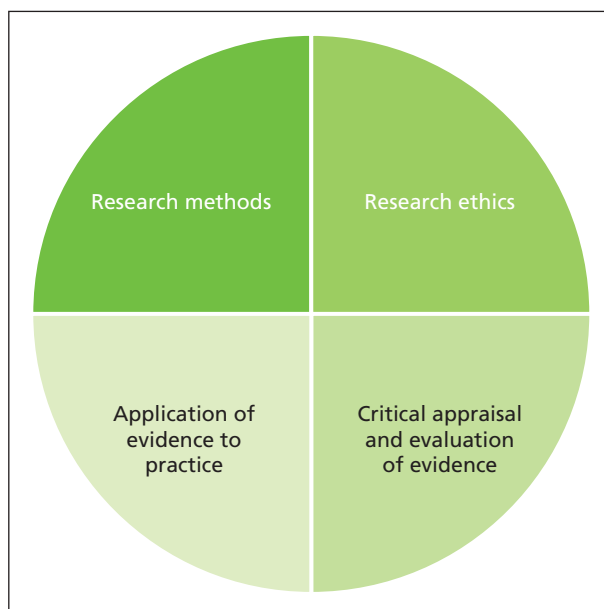 Research methods
Research ethics
Application of
evidence to
practice
Critical appraisal
and evaluation
of evidence